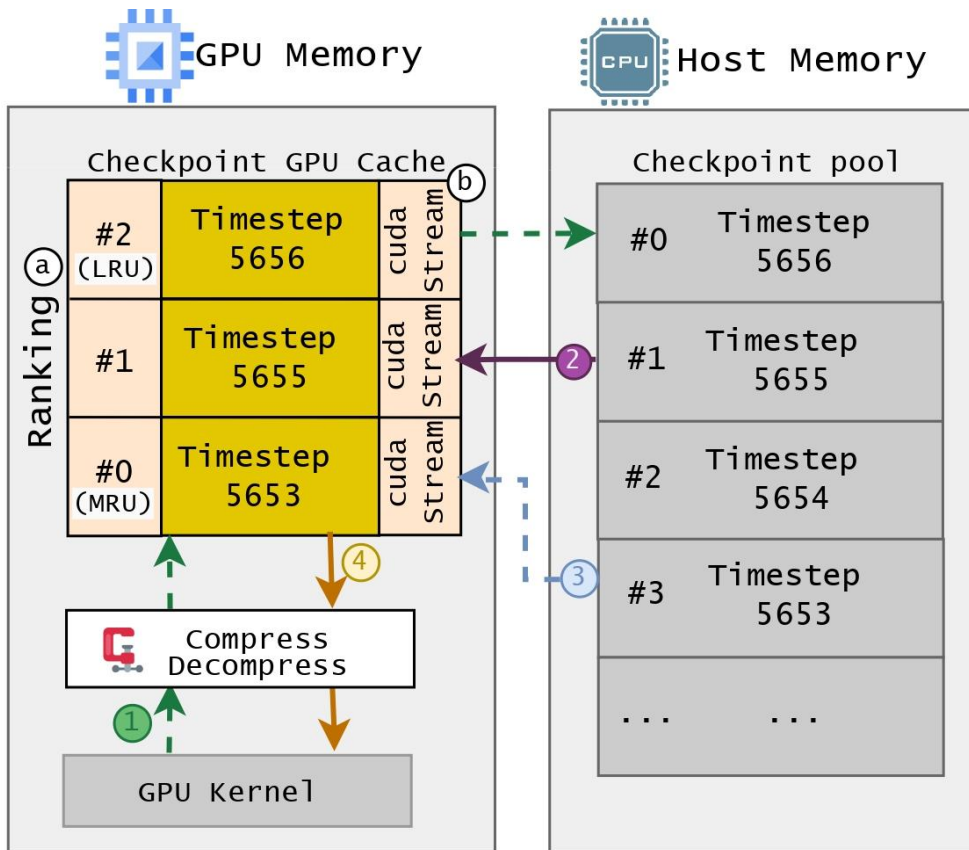 GPU Memory
Checkpoint GPU Cache
Ranking
a
b
#2
(LRU)
Timestep
5656
cuda
Stream
#1
Timestep
5655
cuda
Stream
#0
(MRU)
Timestep
5653
cuda
Stream
4
Compress
Decompress
1
GPU Kernel
CPU
Host Memory
Checkpoint pool
#0
Timestep
5656
2
#1
Timestep
5655
#2
Timestep
5654
3
#3
Timestep
5653
... ...